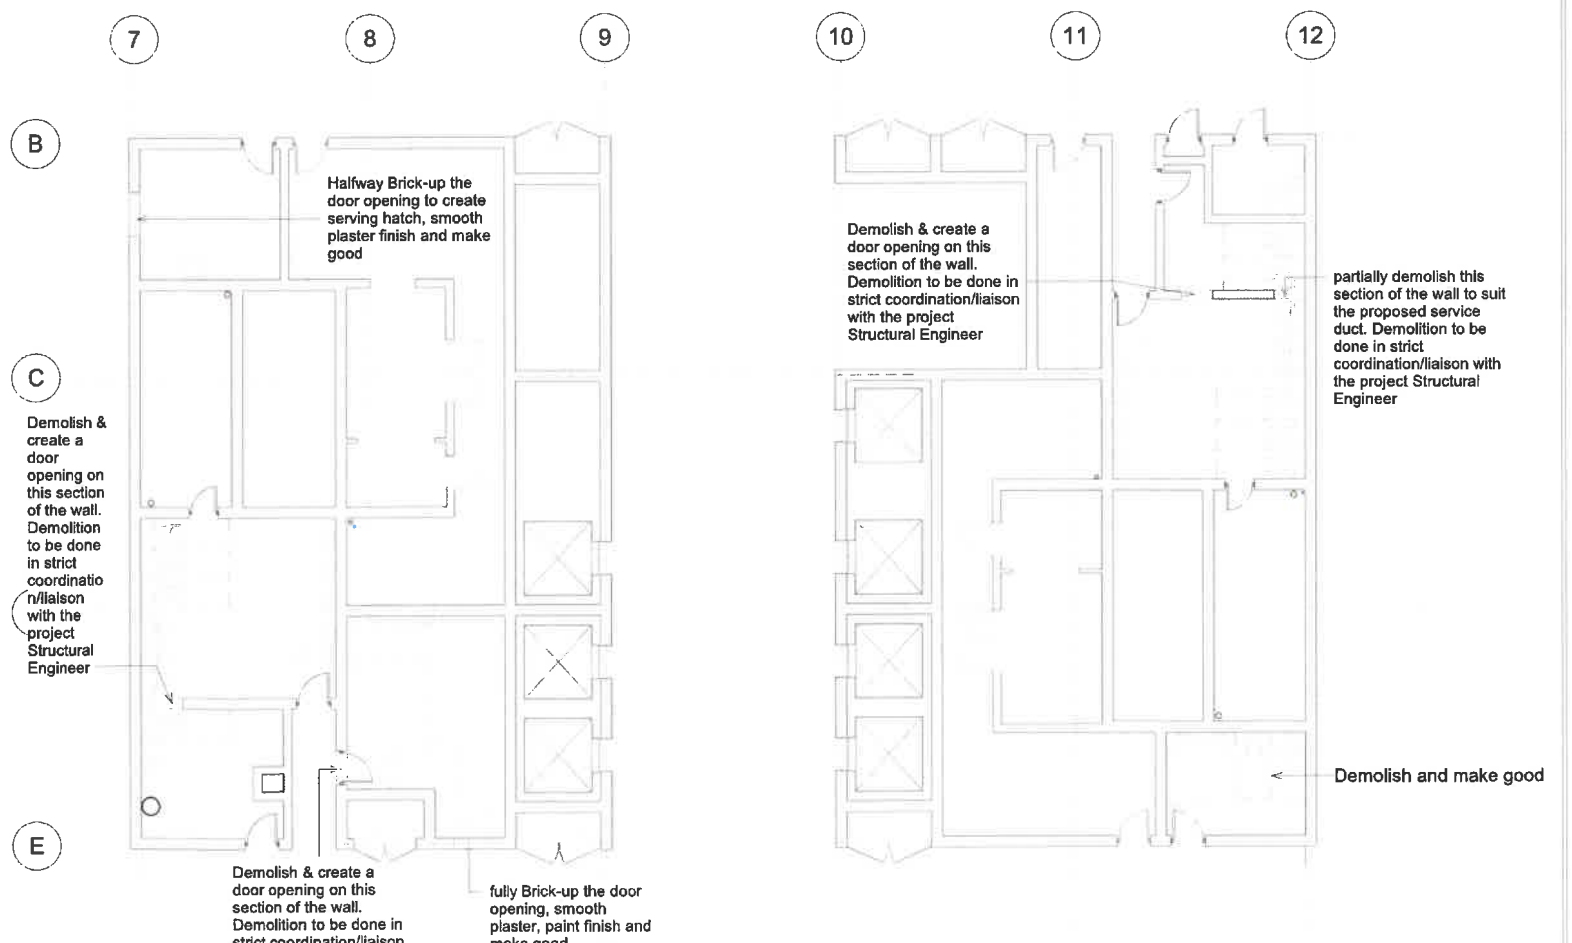 7
8
9
10
11
12
B
Halfway Brick-up the
door opening to create
serving hatch, smooth
plaster finish and make
good
Demolish & create a
door opening on this
section of the wall.
Demolition to be done in
strict coordination/liaison
with the project
Structural Engineer
partially demolish this
section of the wall to suit
the proposed service
duct. Demolition to be
done in strict
coordination/liaison with
the project Structural
Engineer
C
Demolish &
create a
door
opening on
this section
of the wall.
Demolition
to be done
in strict
coordinatio
n/liaison
with the
project
Structural
Engineer
Demolish and make good
E
Demolish & create a
door opening on this
section of the wall.
Demolition to be done in
strict coordination/liaison
fully Brick-up the door
opening, smooth
plaster, paint finish and
make good